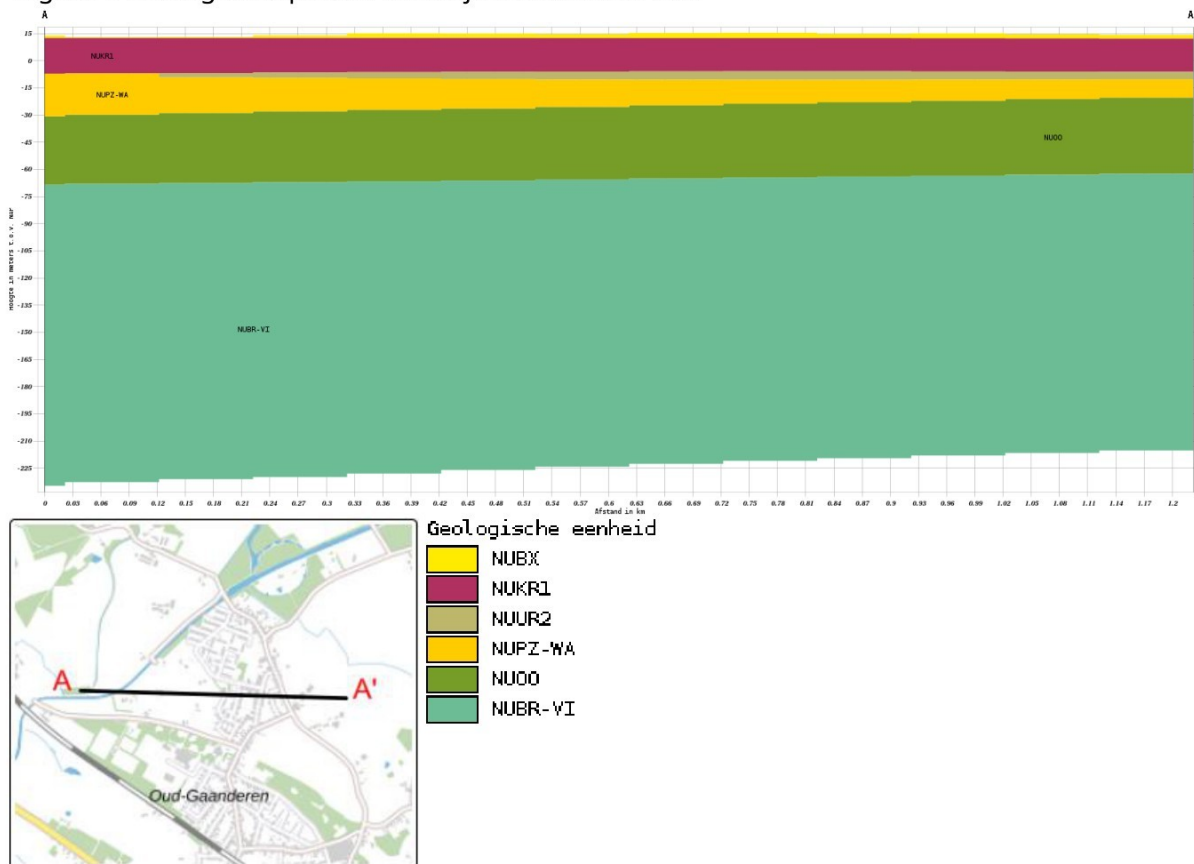 A A
15
0
-15
-30
-45
-60
-75
-90
-105
-120
-135
-150
-165
-180
-195
-210
-225
Hoogte in meters t.o.v. NAP
NUKR1
NUPZ-WA
NUOO
NUBR-VI
0 0.03 0.06 0.09 0.12 0.15 0.18 0.21 0.24 0.27 0.3 0.33 0.36 0.39 0.42 0.45 0.48 0.51 0.54 0.57 0.6 0.63 0.66 0.69 0.72 0.75 0.78 0.81 0.84 0.87 0.9 0.93 0.96 0.99 1.02 1.05 1.08 1.11 1.14 1.17 1.2
Afstand in km
A A'
Oud-Gaanderen
Geologische eenheid
NUBX
NUKR1
NUUR2
NUPZ-WA
NUOO
NUBR-VI